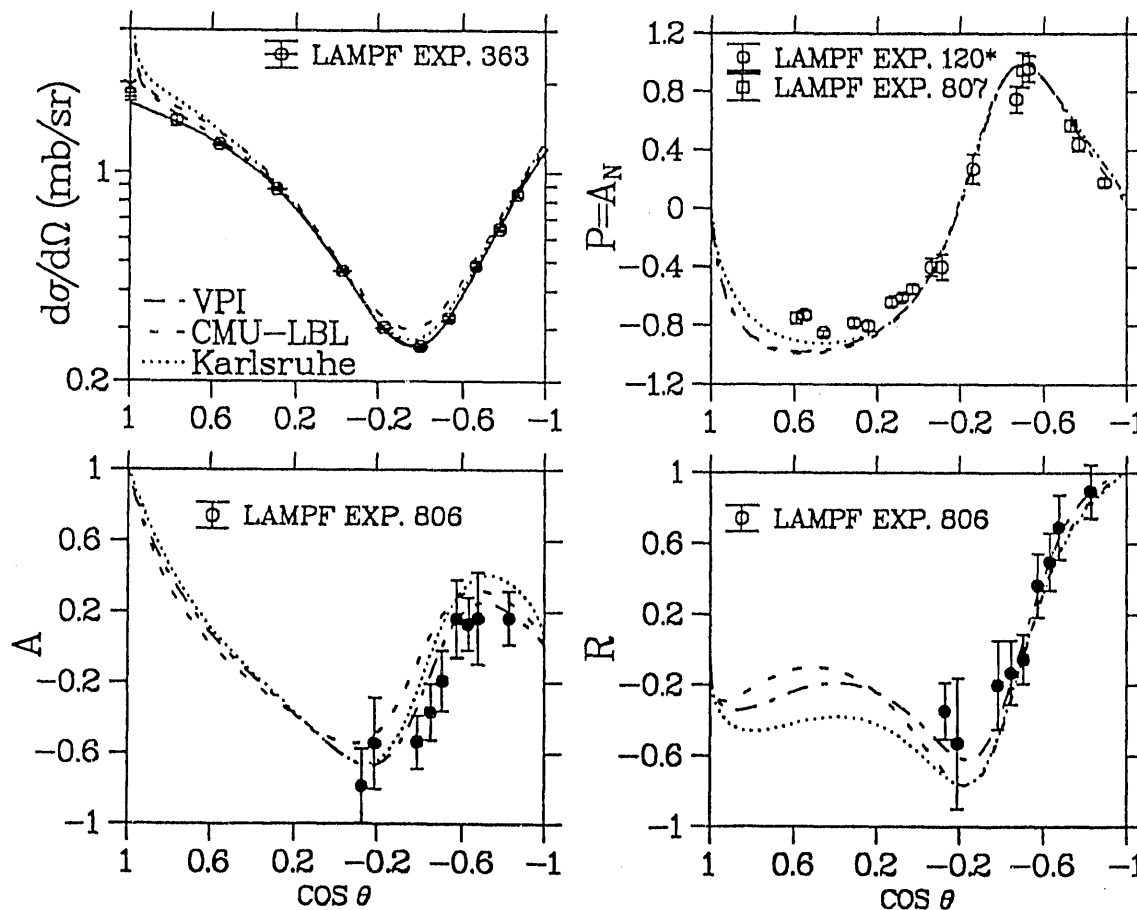 LAMPF EXP. 363
dσ/dΩ (mb/sr)
1
0.2
VPI
CMU-LBL
Karlsruhe
1 0.6 0.2 −0.2 −0.6 −1
LAMPF EXP. 120*
LAMPF EXP. 807
P=A_N
1.2
0.8
0.4
0
−0.4
−0.8
−1.2
1 0.6 0.2 −0.2 −0.6 −1
LAMPF EXP. 806
A
1
0.6
0.2
−0.2
−0.6
−1
1 0.6 0.2 −0.2 −0.6 −1
COS θ
LAMPF EXP. 806
R
1
0.6
0.2
−0.2
−0.6
−1
1 0.6 0.2 −0.2 −0.6 −1
COS θ